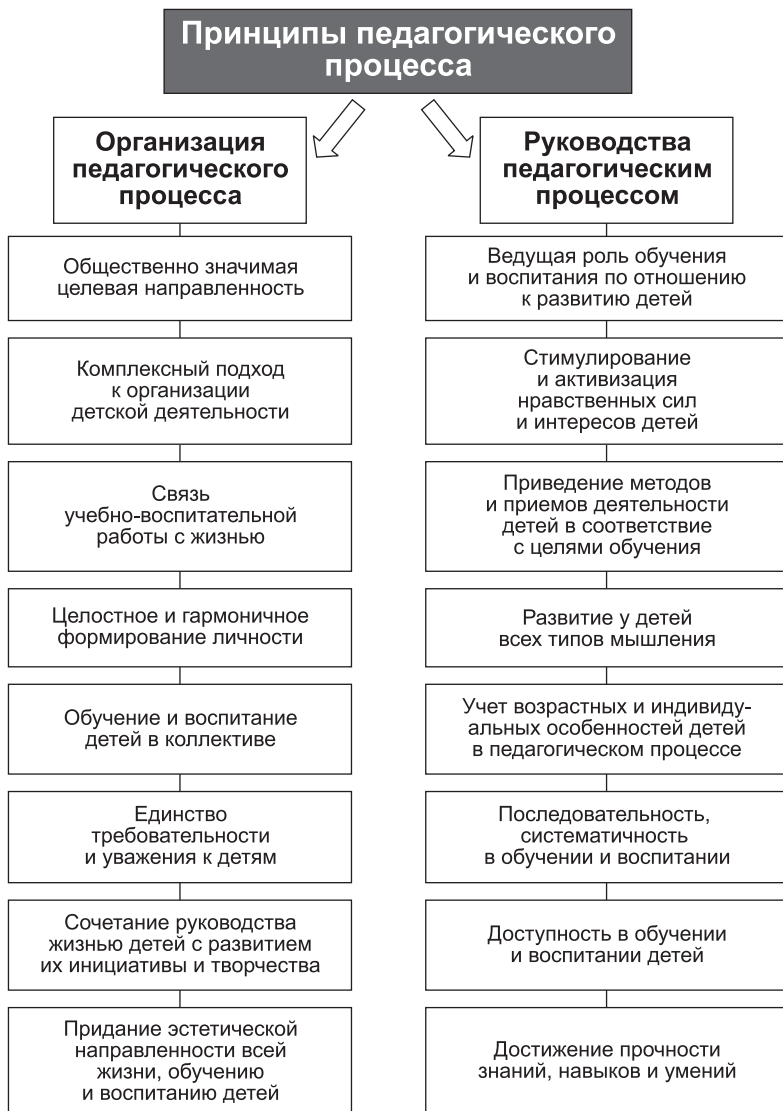 Принципы педагогического
процесса
Организация
педагогического
процесса
Общественно значимая
целевая направленность
Комплексный подход
к организации
детской деятельности
Связь
учебно-воспитательной
работы с жизнью
Целостное и гармоничное
формирование личности
Обучение и воспитание
детей в коллективе
Единство
требовательности
и уважения к детям
Сочетание руководства
жизнью детей с развитием
их инициативы и творчества
Придание эстетической
направленности всей
жизни, обучению
и воспитанию детей
Руководства
педагогическим
процессом
Ведущая роль обучения
и воспитания по отношению
к развитию детей
Стимулирование
и активизация
нравственных сил
и интересов детей
Приведение методов
и приемов деятельности
детей в соответствие
с целями обучения
Развитие у детей
всех типов мышления
Учет возрастных и индивиду-
альных особенностей детей
в педагогическом процессе
Последовательность,
систематичность
в обучении и воспитании
Доступность в обучении
и воспитании детей
Достижение прочности
знаний, навыков и умений